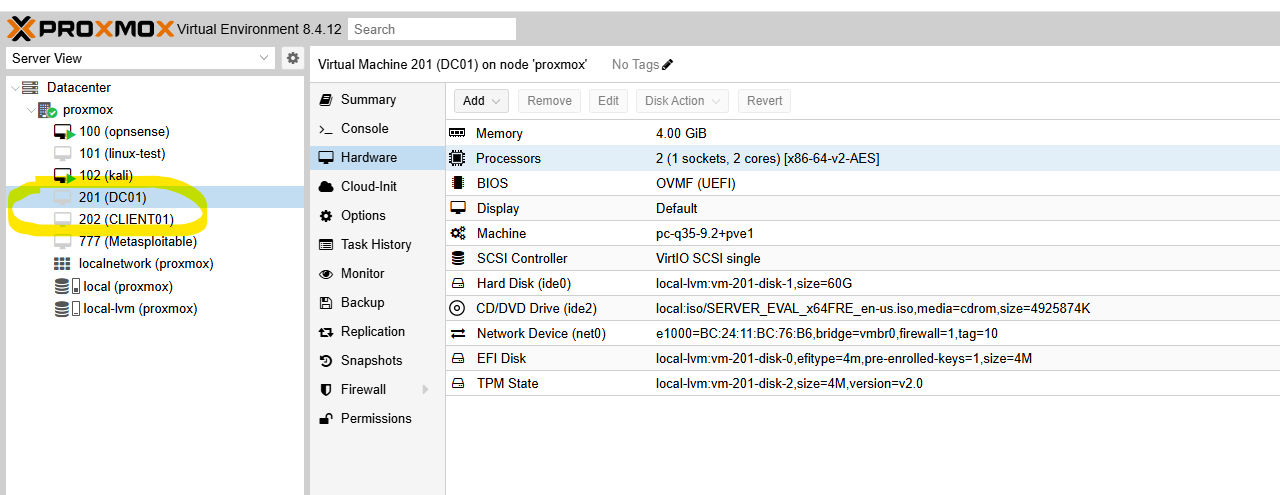 PROXMOX Virtual Environment 8.4.12 Search
Server View
Datacenter
proxmox
100 (opnsense)
101 (linux-test)
102 (kali)
201 (DC01)
202 (CLIENT01)
777 (Metasploitable)
localnetwork (proxmox)
local (proxmox)
local-lvm (proxmox)
Virtual Machine 201 (DC01) on node 'proxmox' No Tags
Summary
Console
Hardware
Cloud-Init
Options
Task History
Monitor
Backup
Replication
Snapshots
Firewall
Permissions
Add Remove Edit Disk Action Revert
Memory 4.00 GiB
Processors 2 (1 sockets, 2 cores) [x86-64-v2-AES]
BIOS OVMF (UEFI)
Display Default
Machine pc-q35-9.2+pve1
SCSI Controller VirtIO SCSI single
Hard Disk (ide0) local-lvm:vm-201-disk-1,size=60G
CD/DVD Drive (ide2) local:iso/SERVER_EVAL_x64FRE_en-us.iso,media=cdrom,size=4925874K
Network Device (net0) e1000=BC:24:11:BC:76:B6,bridge=vmbr0,firewall=1,tag=10
EFI Disk local-lvm:vm-201-disk-0,efitype=4m,pre-enrolled-keys=1,size=4M
TPM State local-lvm:vm-201-disk-2,size=4M,version=v2.0